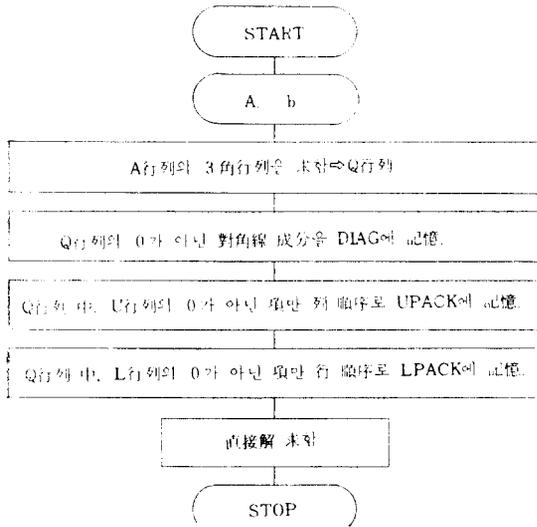 START
A. b
A行列의 3角行列을 求함⇨Q行列
Q行列의 0가 아닌 對角線 成分을 DIAG에 記憶.
Q行列 中, U行列의 0가 아닌 項만 列 順序로 UPACK에 記憶.
Q行列 中, L行列의 0가 아닌 項만 行 順序로 LPACK에 記憶.
直接解 求함
STOP